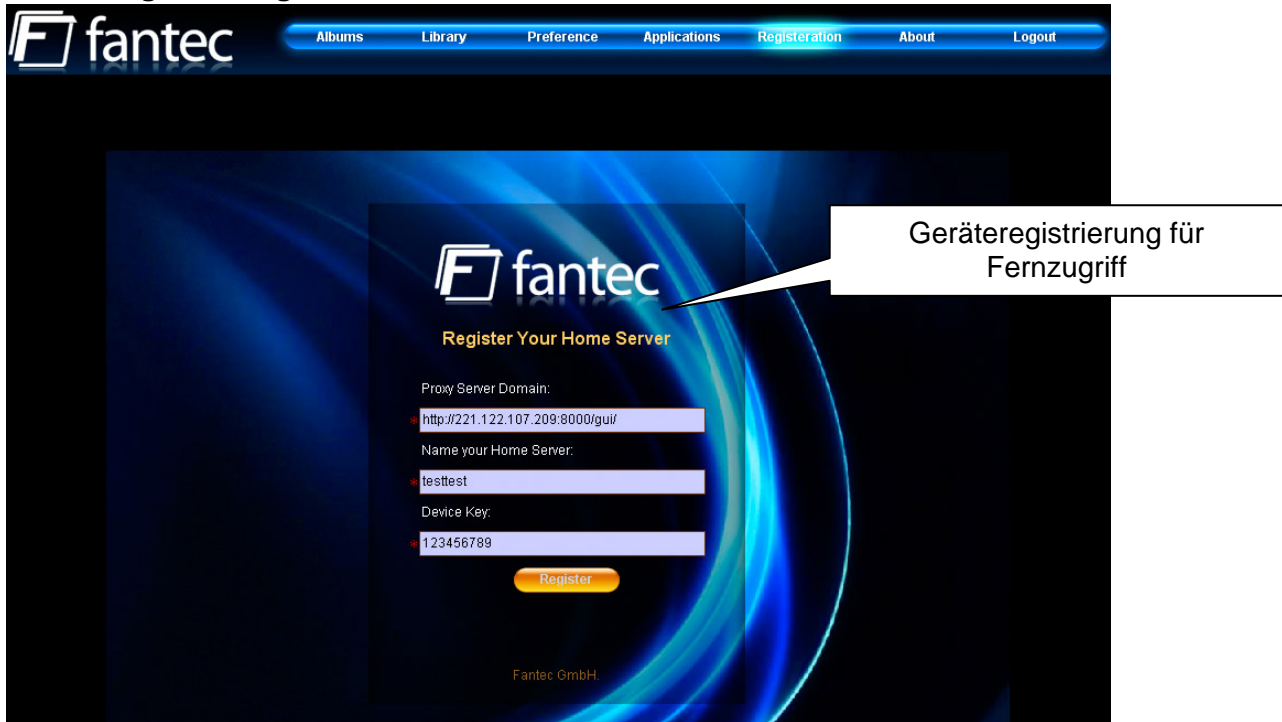 fantec
Albums Library Preference Applications Registeration About Logout
Geräteregistrierung für
Fernzugriff
fantec
Register Your Home Server
Proxy Server Domain:
* http://221.122.107.209:8000/gui/
Name your Home Server:
* testtest
Device Key:
* 123456789
Register
Fantec GmbH.